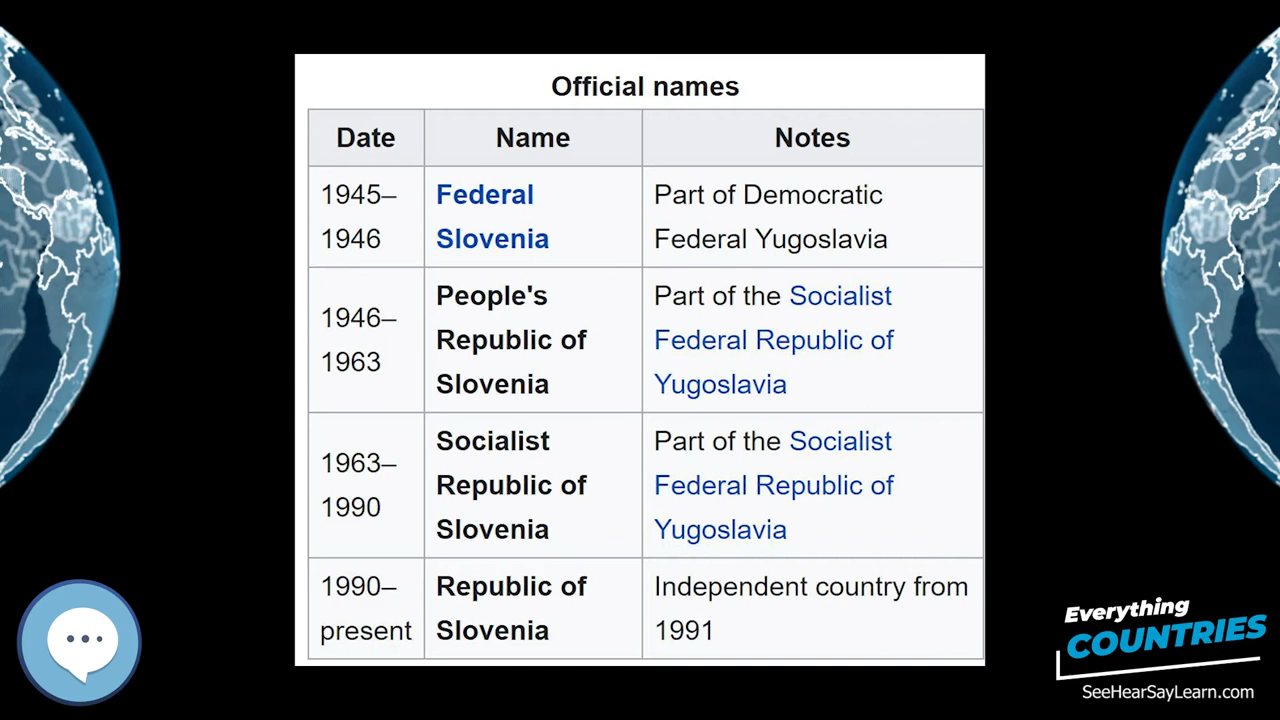 Official names
Date Name Notes
1945–
1946
Federal
Slovenia
Part of Democratic
Federal Yugoslavia
1946–
1963
People's
Republic of
Slovenia
Part of the Socialist
Federal Republic of
Yugoslavia
1963–
1990
Socialist
Republic of
Slovenia
Part of the Socialist
Federal Republic of
Yugoslavia
1990–
present
Republic of
Slovenia
Independent country from
1991
Everything
COUNTRIES
SeeHearSayLearn.com